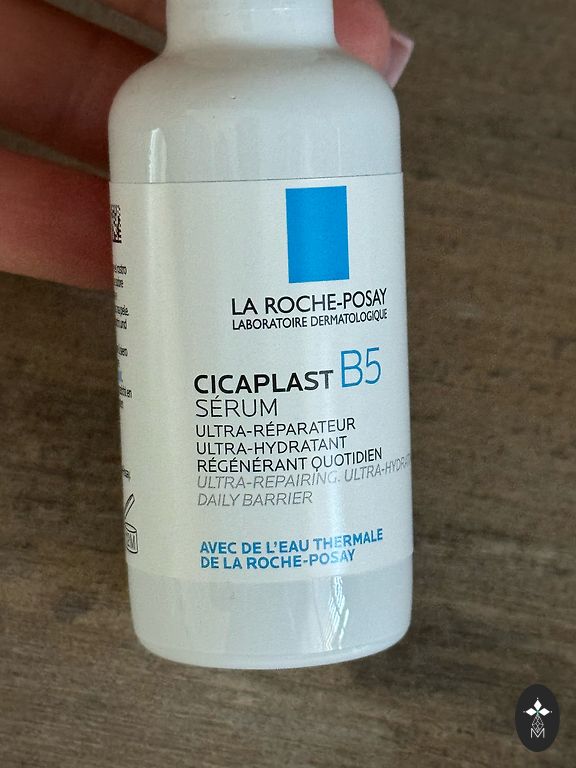 LA ROCHE-POSAY
LABORATOIRE DERMATOLOGIQUE
CICAPLAST B5
SÉRUM
ULTRA-RÉPARATEUR
ULTRA-HYDRATANT
RÉGÉNÉRANT QUOTIDIEN
ULTRA-REPAIRING. ULTRA-HYDRAT
DAILY BARRIER
AVEC DE L'EAU THERMALE
DE LA ROCHE-POSAY